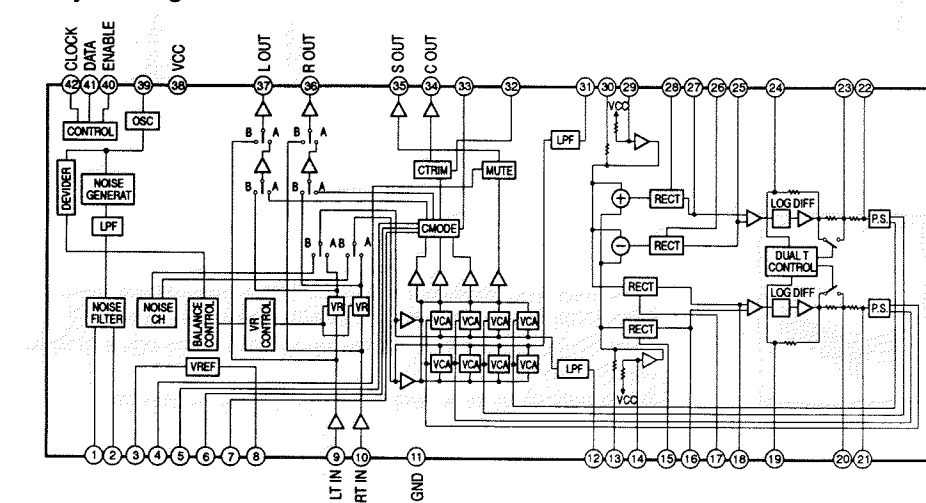 CLOCK
DATA
ENABLE
VCC
L OUT
R OUT
S OUT
C OUT
42 41 40 39 38 37 36 35 34 33 32 31 30 29 28 27 26 25 24 23 22
CONTROL
OSC
B A B A
LPF
VCC
DEVIDER
NOISE
GENERAT
B A B A
CTRIM
MUTE
+
RECT
LOG DIFF
P.S.
LPF
CMODE
B A B A
−
RECT
DUAL T
CONTROL
NOISE
FILTER
NOISE
CH
BALANCE
CONTROL
VR
CONTROL
VR VR
RECT
LOG DIFF
P.S.
VCA VCA VCA VCA
RECT
VREF
VCA VCA VCA VCA
LPF
VCC
1 2 3 4 5 6 7 8 9 10 11 12 13 14 15 16 17 18 19 20 21
LT IN
RT IN
GND